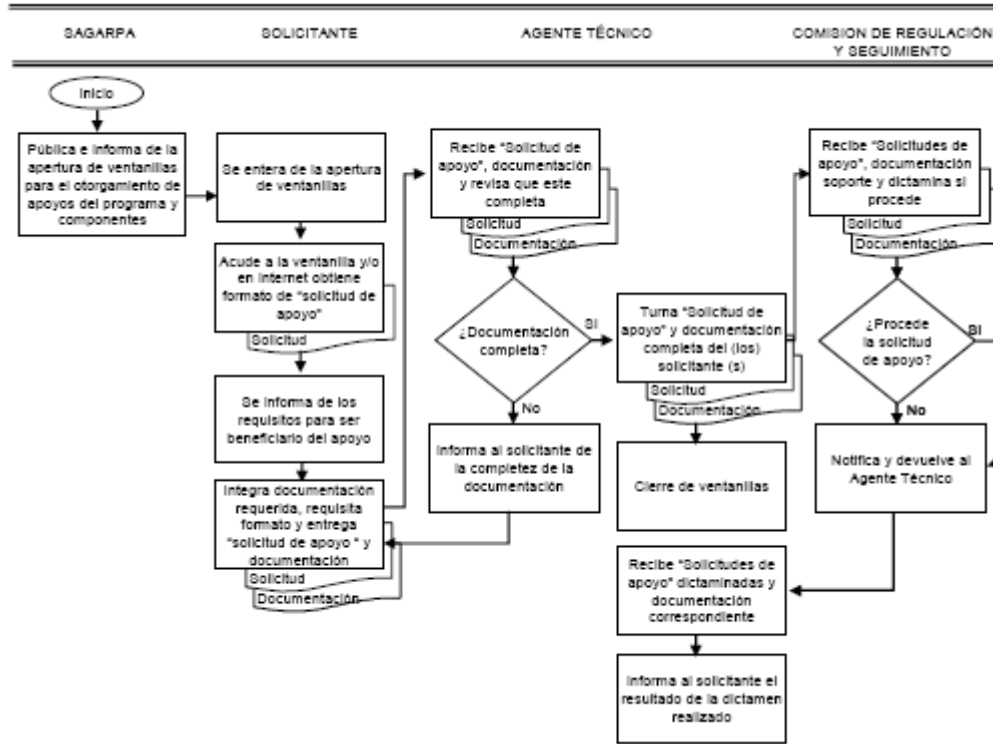 SAGARPA
SOLICITANTE
AGENTE TÉCNICO
COMISION DE REGULACIÓN
Y SEGUIMIENTO
Inicio
Pública e Informa de la
apertura de ventanillas
para el otorgamiento de
apoyos del programa y
componentes
Se entera de la apertura
de ventanillas
Acude a la ventanilla y/o
en Internet obtiene
formato de "solicitud de
apoyo"
Solicitud
Se Informa de los
requisitos para ser
beneficiario del apoyo
Integra documentación
requerida, requisita
formato y entrega
"solicitud de apoyo " y
documentación
Solicitud
Documentación
Recibe "Solicitud de
apoyo", documentación
y revisa que este
completa
Solicitud
Documentación
¿Documentación
completa?
SI
No
Informa al solicitante de
la completez de la
documentación
Turna "Solicitud de
apoyo" y documentación
completa del (los)
solicitante (s)
Solicitud
Documentación
Cierre de ventanillas
Recibe "Solicitudes de
apoyo" dictaminadas y
documentación
correspondiente
Informa al solicitante el
resultado de la dictamen
realizado
Recibe "Solicitudes de
apoyo", documentación
soporte y dictamina si
procede
Solicitud
Documentación
¿Procede
la solicitud
de apoyo?
SI
No
Notifica y devuelve al
Agente Técnico